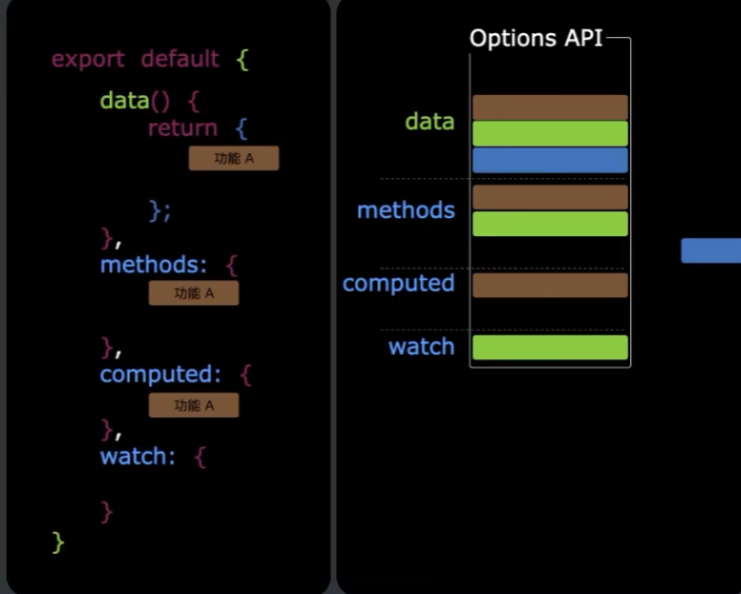 export default {
data() {
return {
功能 A
};
},
methods: {
功能 A
},
computed: {
功能 A
},
watch: {
}
}
Options API
data
methods
computed
watch